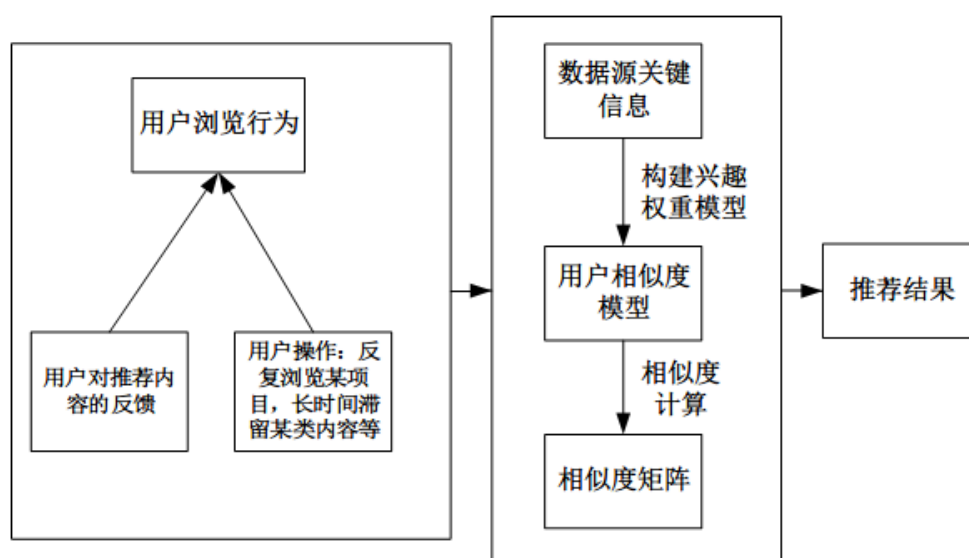 用户浏览行为
用户对推荐内
容的反馈
用户操作：反
复浏览某项
目，长时间滞
留某类内容等
数据源关键
信息
构建兴趣
权重模型
用户相似度
模型
相似度
计算
相似度矩阵
推荐结果